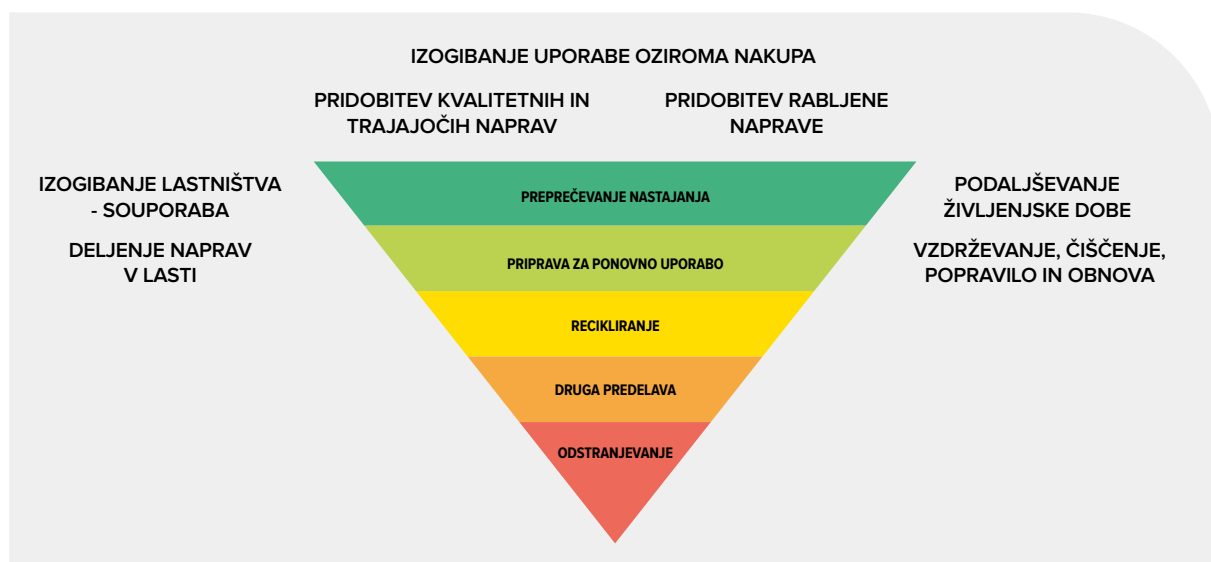 IZOGIBANJE UPORABE OZIROMA NAKUPA
PRIDOBITEV KVALITETNIH IN
TRAJAJOČIH NAPRAV
PRIDOBITEV RABLJENE
NAPRAVE
IZOGIBANJE LASTNIŠTVA
- SOUPORABA
DELJENJE NAPRAV
V LASTI
PREPREČEVANJE NASTAJANJA
PRIPRAVA ZA PONOVNO UPORABO
RECIKLIRANJE
DRUGA PREDELAVA
ODSTRANJEVANJE
PODALJŠEVANJE
ŽIVLJENJSKE DOBE
VZDRŽEVANJE, ČIŠČENJE,
POPRAVILO IN OBNOVA